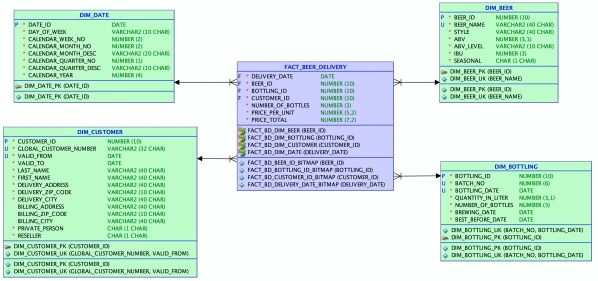 DIM_DATE
P * DATE_ID DATE
* DAY_OF_WEEK VARCHAR2 (10 CHAR)
* CALENDAR_WEEK_NO NUMBER (2)
* CALENDAR_MONTH_NO NUMBER (2)
* CALENDAR_MONTH_DESC VARCHAR2 (20 CHAR)
* CALENDAR_QUARTER_NO NUMBER (1)
* CALENDAR_QUARTER_DESC VARCHAR2 (10 CHAR)
* CALENDAR_YEAR NUMBER (4)
DIM_DATE_PK (DATE_ID)
DIM_DATE_PK (DATE_ID)
DIM_BEER
P * BEER_ID NUMBER (10)
U * BEER_NAME VARCHAR2 (40 CHAR)
* STYLE VARCHAR2 (40 CHAR)
* ABV NUMBER (3,1)
* ABV_LEVEL VARCHAR2 (10 CHAR)
* IBU NUMBER (3)
* SEASONAL CHAR (1 CHAR)
DIM_BEER_PK (BEER_ID)
DIM_BEER_UK (BEER_NAME)
DIM_BEER_PK (BEER_ID)
DIM_BEER_UK (BEER_NAME)
FACT_BEER_DELIVERY
F * DELIVERY_DATE DATE
F * BEER_ID NUMBER (10)
F * BOTTLING_ID NUMBER (10)
F * CUSTOMER_ID NUMBER (10)
* NUMBER_OF_BOTTLES NUMBER (3)
* PRICE_PER_UNIT NUMBER (5,2)
* PRICE_TOTAL NUMBER (7,2)
FACT_BD_DIM_BEER (BEER_ID)
FACT_BD_DIM_BOTTLING (BOTTLING_ID)
FACT_BD_DIM_CUSTOMER (CUSTOMER_ID)
FACT_BD_DIM_DATE (DELIVERY_DATE)
FACT_BD_BEER_ID_BITMAP (BEER_ID)
FACT_BD_BOTTLING_ID_BITMAP (BOTTLING_ID)
FACT_BD_CUSTOMER_ID_BITMAP (CUSTOMER_ID)
FACT_BD_DELIVERY_DATE_BITMAP (DELIVERY_DATE)
DIM_CUSTOMER
P * CUSTOMER_ID NUMBER (10)
U * GLOBAL_CUSTOMER_NUMBER VARCHAR2 (32 CHAR)
U * VALID_FROM DATE
* VALID_TO DATE
* LAST_NAME VARCHAR2 (40 CHAR)
* FIRST_NAME VARCHAR2 (40 CHAR)
* DELIVERY_ADDRESS VARCHAR2 (40 CHAR)
* DELIVERY_ZIP_CODE VARCHAR2 (10 CHAR)
* DELIVERY_CITY VARCHAR2 (40 CHAR)
BILLING_ADDRESS VARCHAR2 (40 CHAR)
BILLING_ZIP_CODE VARCHAR2 (10 CHAR)
BILLING_CITY VARCHAR2 (40 CHAR)
* PRIVATE_PERSON CHAR (1 CHAR)
* RESELLER CHAR (1 CHAR)
DIM_CUSTOMER_PK (CUSTOMER_ID)
DIM_CUSTOMER_UK (GLOBAL_CUSTOMER_NUMBER, VALID_FROM)
DIM_CUSTOMER_PK (CUSTOMER_ID)
DIM_CUSTOMER_UK (GLOBAL_CUSTOMER_NUMBER, VALID_FROM)
DIM_BOTTLING
P * BOTTLING_ID NUMBER (10)
U * BATCH_NO NUMBER (6)
U * BOTTLING_DATE DATE
* QUANTITY_IN_LITER NUMBER (3,1)
* NUMBER_OF_BOTTLES NUMBER (3)
* BREWING_DATE DATE
* BEST_BEFORE_DATE DATE
DIM_BOTTLING_UK (BATCH_NO, BOTTLING_DATE)
DIM_BOTTLING_PK (BOTTLING_ID)
DIM_BOTTLING_PK (BOTTLING_ID)
DIM_BOTTLING_UK (BATCH_NO, BOTTLING_DATE)